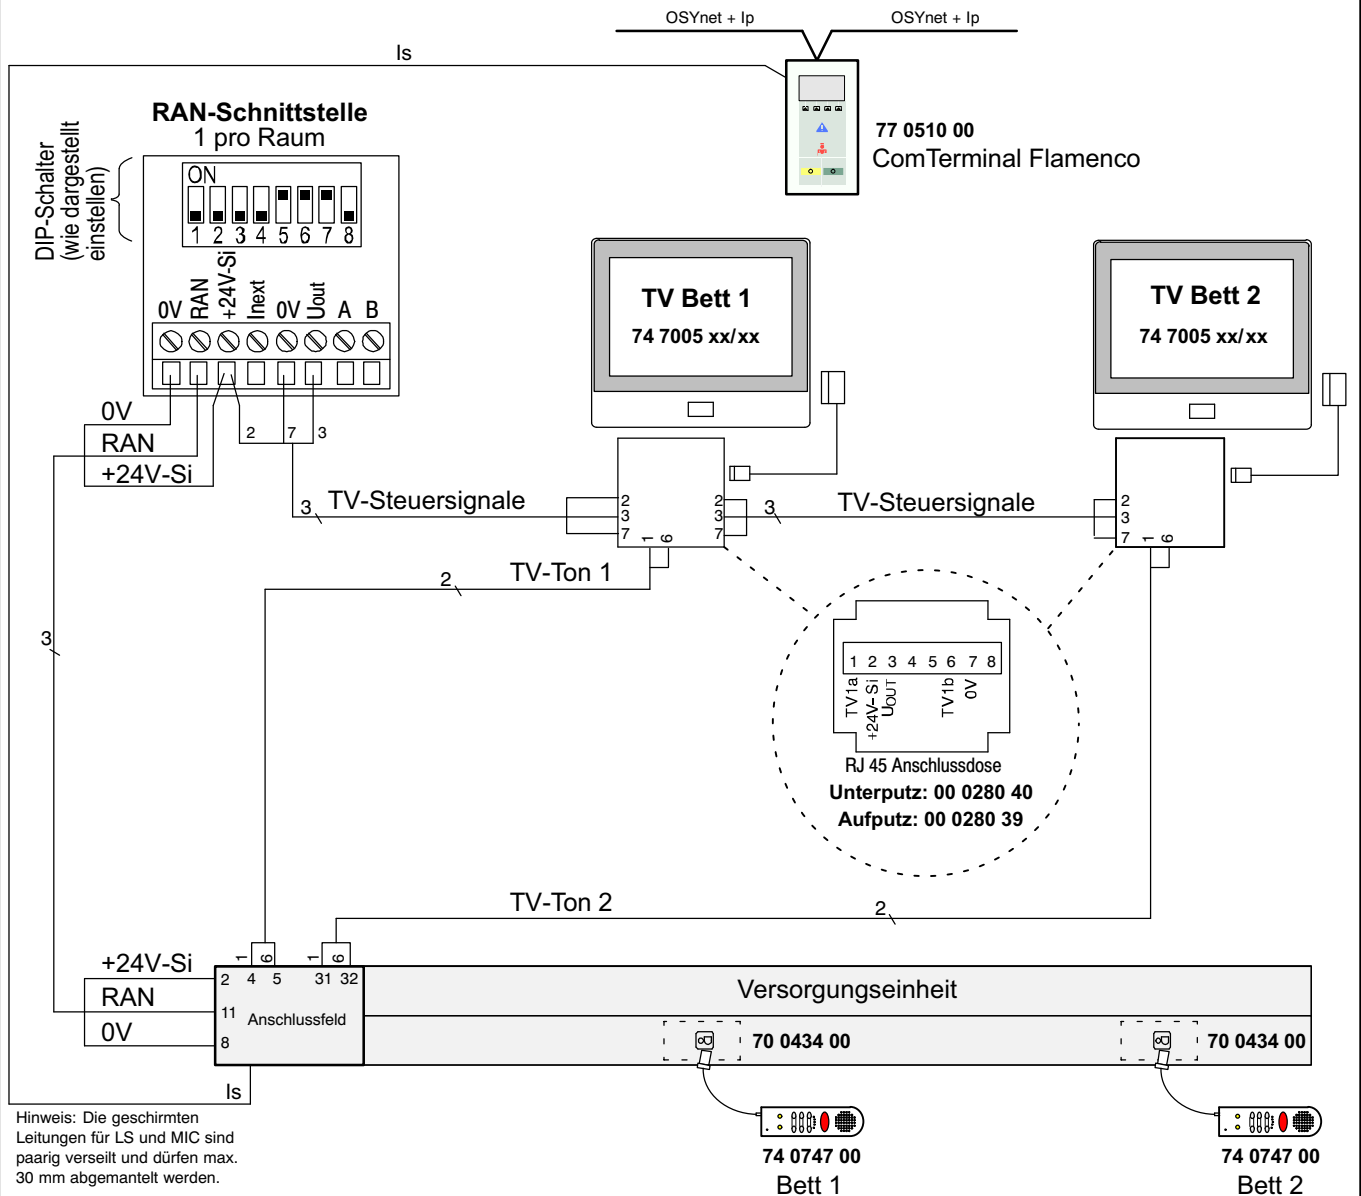 OSYnet + Ip
OSYnet + Ip
Is
RAN-Schnittstelle
1 pro Raum
DIP-Schalter
(wie dargestellt
einstellen)
ON
1 2 3 4 5 6 7 8
0V RAN +24V-Si Inext 0V Uout A B
77 0510 00
ComTerminal Flamenco
TV Bett 1
74 7005 xx/xx
TV Bett 2
74 7005 xx/xx
0V
RAN
+24V-Si
2 7 3
3
TV-Steuersignale
2
3
7
1 6
2
3
7
3
TV-Steuersignale
2
3
7
1 6
2
TV-Ton 1
3
1 2 3 4 5 6 7 8
TV1a +24V-Si UOUT TV1b 0V
RJ 45 Anschlussdose
Unterputz: 00 0280 40
Aufputz: 00 0280 39
TV-Ton 2
2
1 6 1 6
+24V-Si
RAN
0V
2 4 5 31 32
11
8
Anschlussfeld
Versorgungseinheit
70 0434 00
70 0434 00
Is
Hinweis: Die geschirmten
Leitungen für LS und MIC sind
paarig verseilt und dürfen max.
30 mm abgemantelt werden.
74 0747 00
Bett 1
74 0747 00
Bett 2